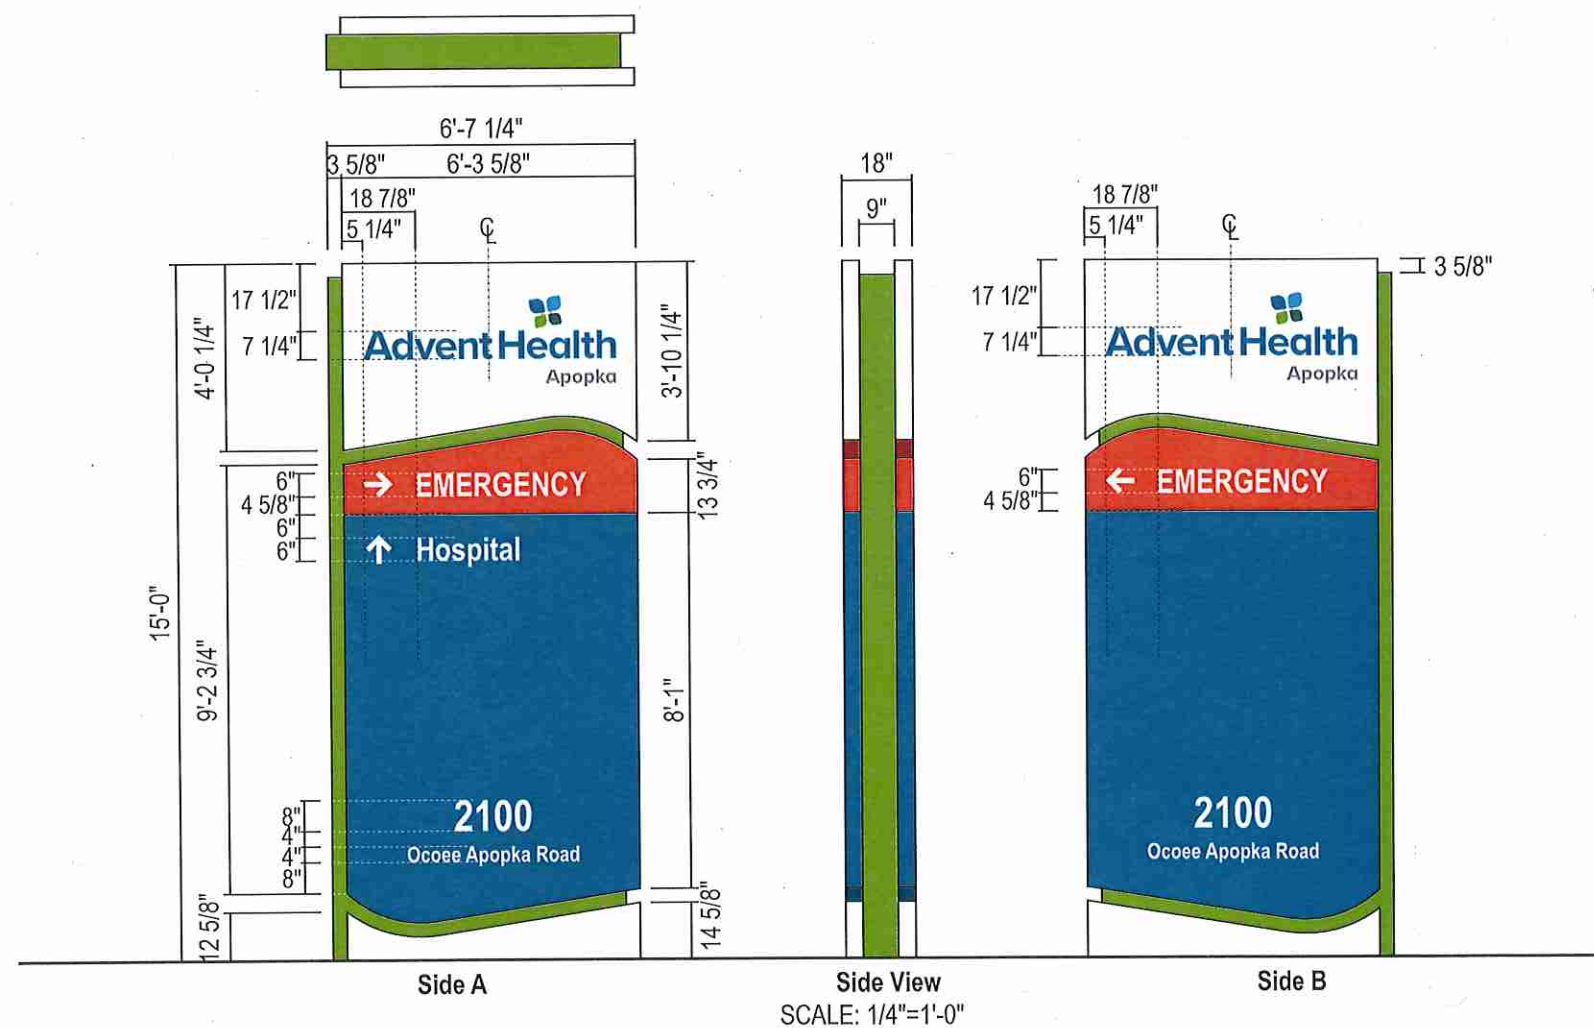 6'-7 1/4"
3 5/8" 6'-3 5/8"
18 7/8"
5 1/4"
℄
17 1/2"
7 1/4"
4'-0 1/4"
3'-10 1/4"
AdventHealth
Apopka
6"
4 5/8"
6"
6"
→ EMERGENCY
↑ Hospital
13 3/4"
15'-0"
9'-2 3/4"
8'-1"
8"
4"
4"
8"
2100
Ocoee Apopka Road
12 5/8"
14 5/8"
Side A
18"
9"
Side View
SCALE: 1/4"=1'-0"
18 7/8"
5 1/4"
℄
3 5/8"
17 1/2"
7 1/4"
AdventHealth
Apopka
6"
4 5/8"
← EMERGENCY
2100
Ocoee Apopka Road
Side B